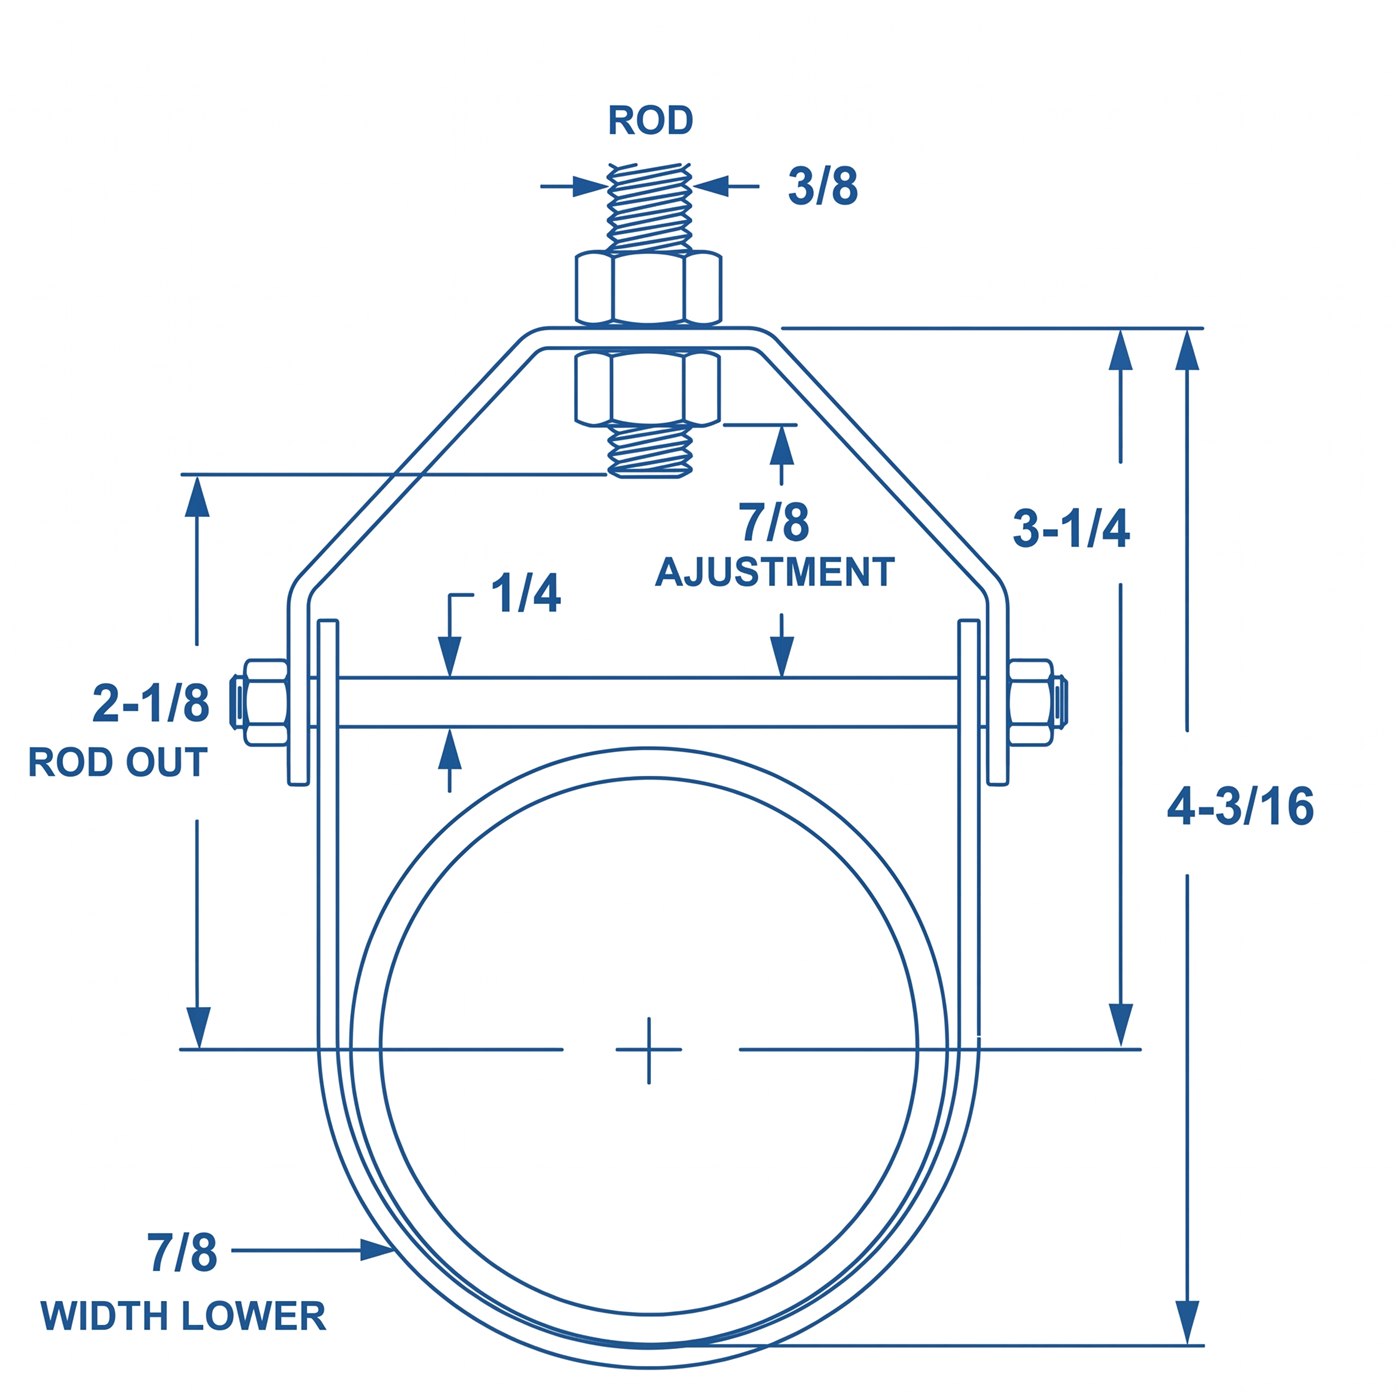 ROD
3/8
7/8
AJUSTMENT
3-1/4
1/4
2-1/8
ROD OUT
4-3/16
7/8
WIDTH LOWER